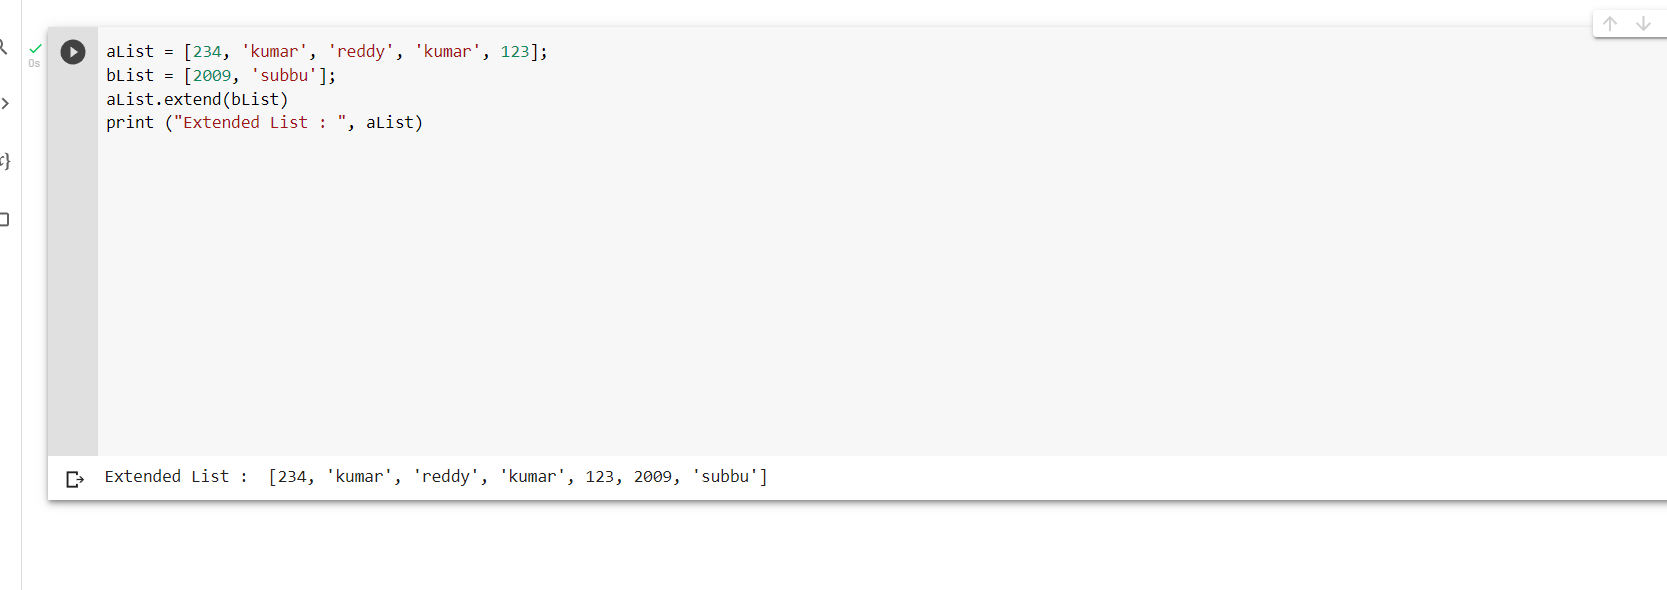 0s
aList = [234, 'kumar', 'reddy', 'kumar', 123];
bList = [2009, 'subbu'];
aList.extend(bList)
print ("Extended List : ", aList)
Extended List :  [234, 'kumar', 'reddy', 'kumar', 123, 2009, 'subbu']